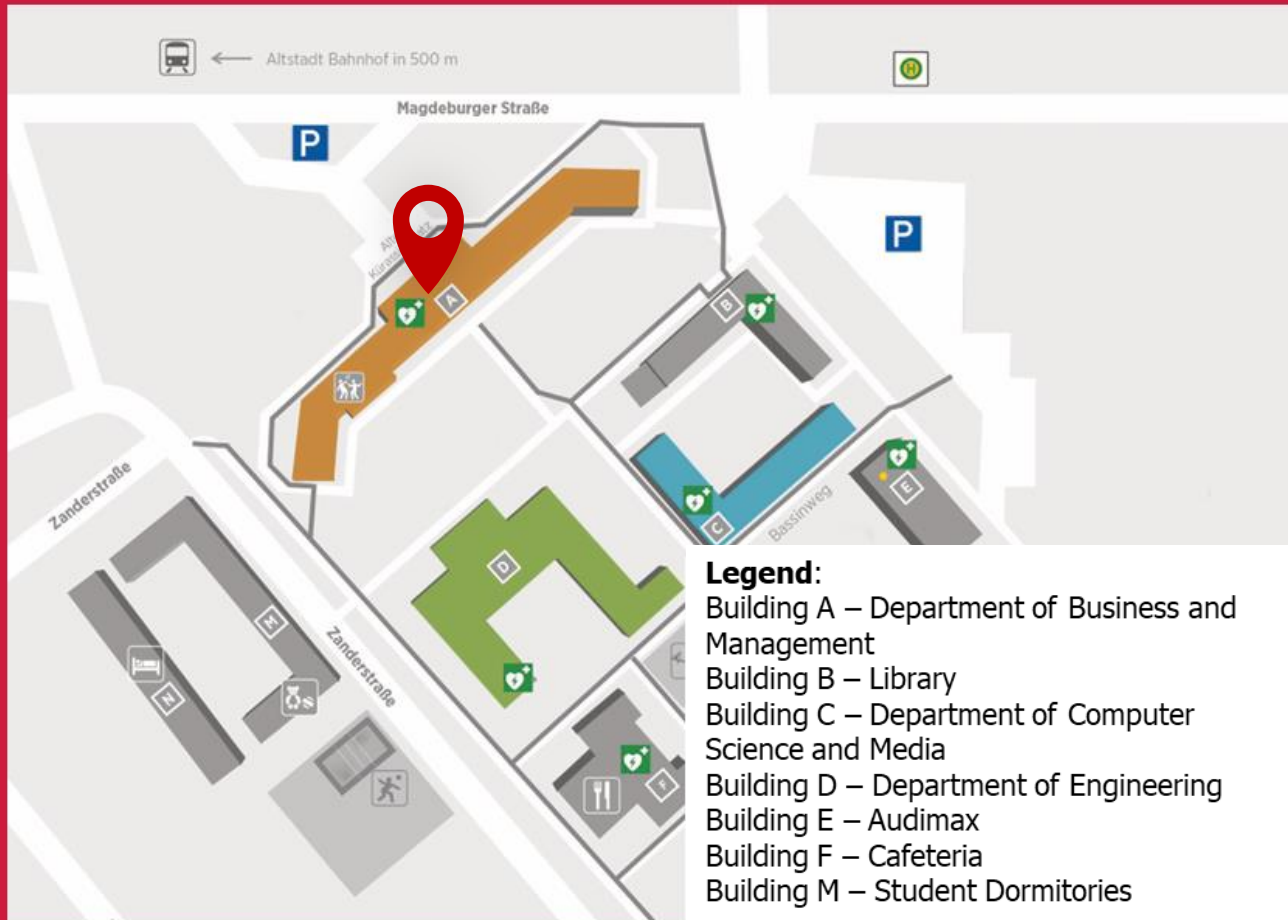 Altstadt Bahnhof in 500 m
H
Magdeburger Straße
P
P
A
B
Zanderstraße
E
C
Bassinweg
D
M
Zanderstraße
N
F
Legend:
Building A – Department of Business and
Management
Building B – Library
Building C – Department of Computer
Science and Media
Building D – Department of Engineering
Building E – Audimax
Building F – Cafeteria
Building M – Student Dormitories